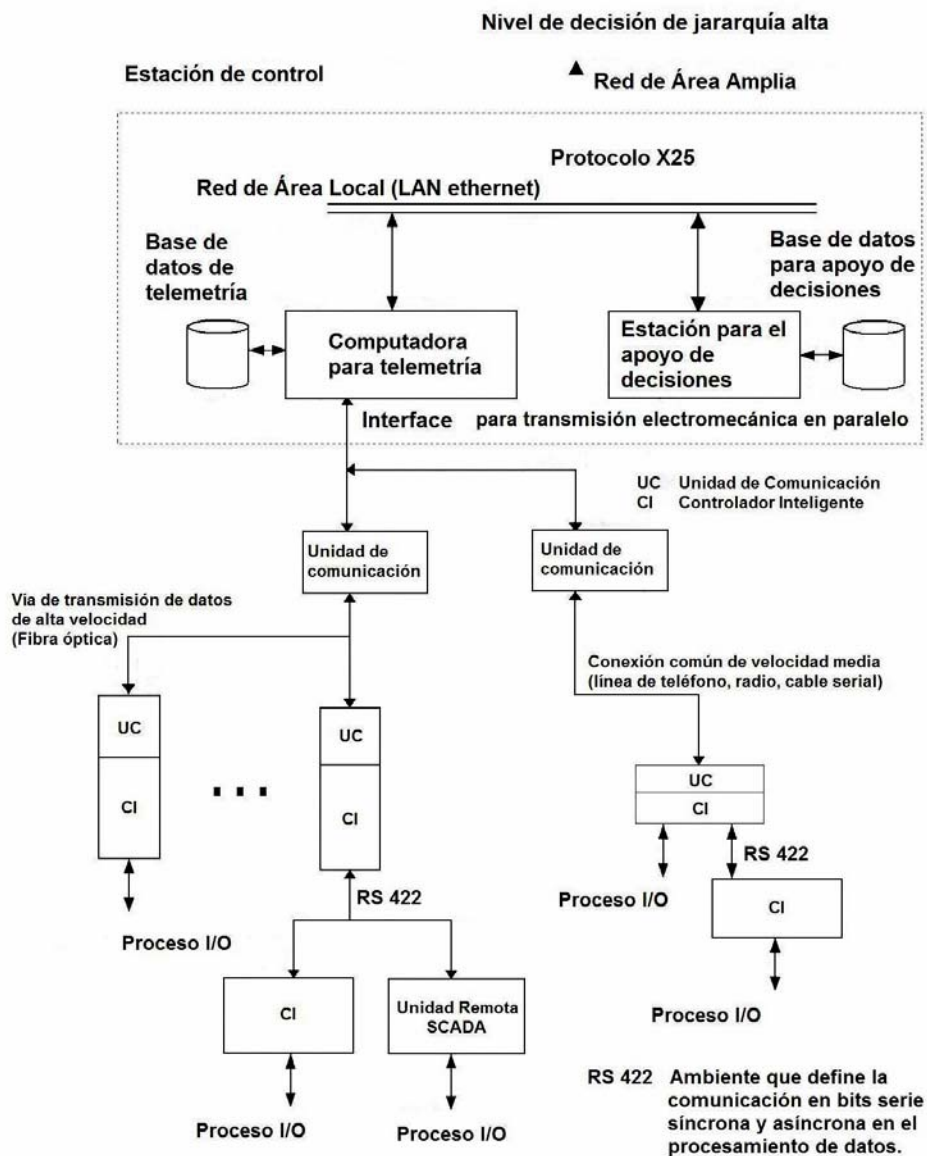 Nivel de decisión de jararquía alta
Estación de control
Red de Área Amplia
Protocolo X25
Red de Área Local (LAN ethernet)
Base de
datos de
telemetría
Base de datos
para apoyo de
decisiones
Computadora
para telemetría
Estación para el
apoyo de
decisiones
Interface para transmisión electromecánica en paralelo
UC Unidad de Comunicación
CI Controlador Inteligente
Unidad de
comunicación
Unidad de
comunicación
Via de transmisión de datos
de alta velocidad
(Fibra óptica)
Conexión común de velocidad media
(línea de teléfono, radio, cable serial)
UC
CI
UC
CI
UC
CI
RS 422
RS 422
Proceso I/O
Proceso I/O
CI
CI
Unidad Remota
SCADA
Proceso I/O
Proceso I/O
Proceso I/O
RS 422 Ambiente que define la
comunicación en bits serie
síncrona y asíncrona en el
procesamiento de datos.